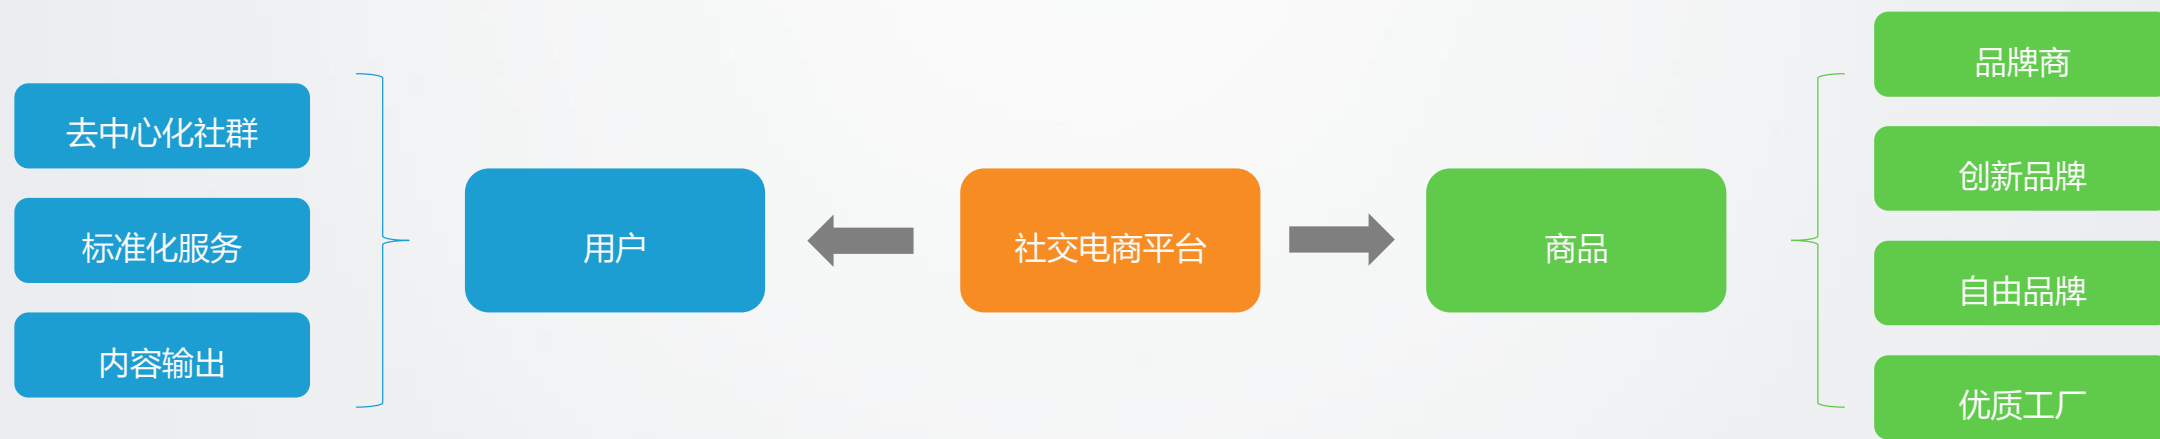 去中心化社群
标准化服务
内容输出
用户
社交电商平台
商品
品牌商
创新品牌
自由品牌
优质工厂